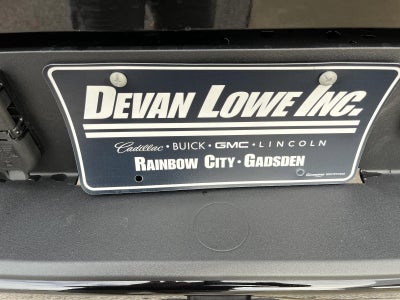 DEVAN LOWE INC.
Cadillac • BUICK • GMC • LINCOLN
RAINBOW CITY • GADSDEN